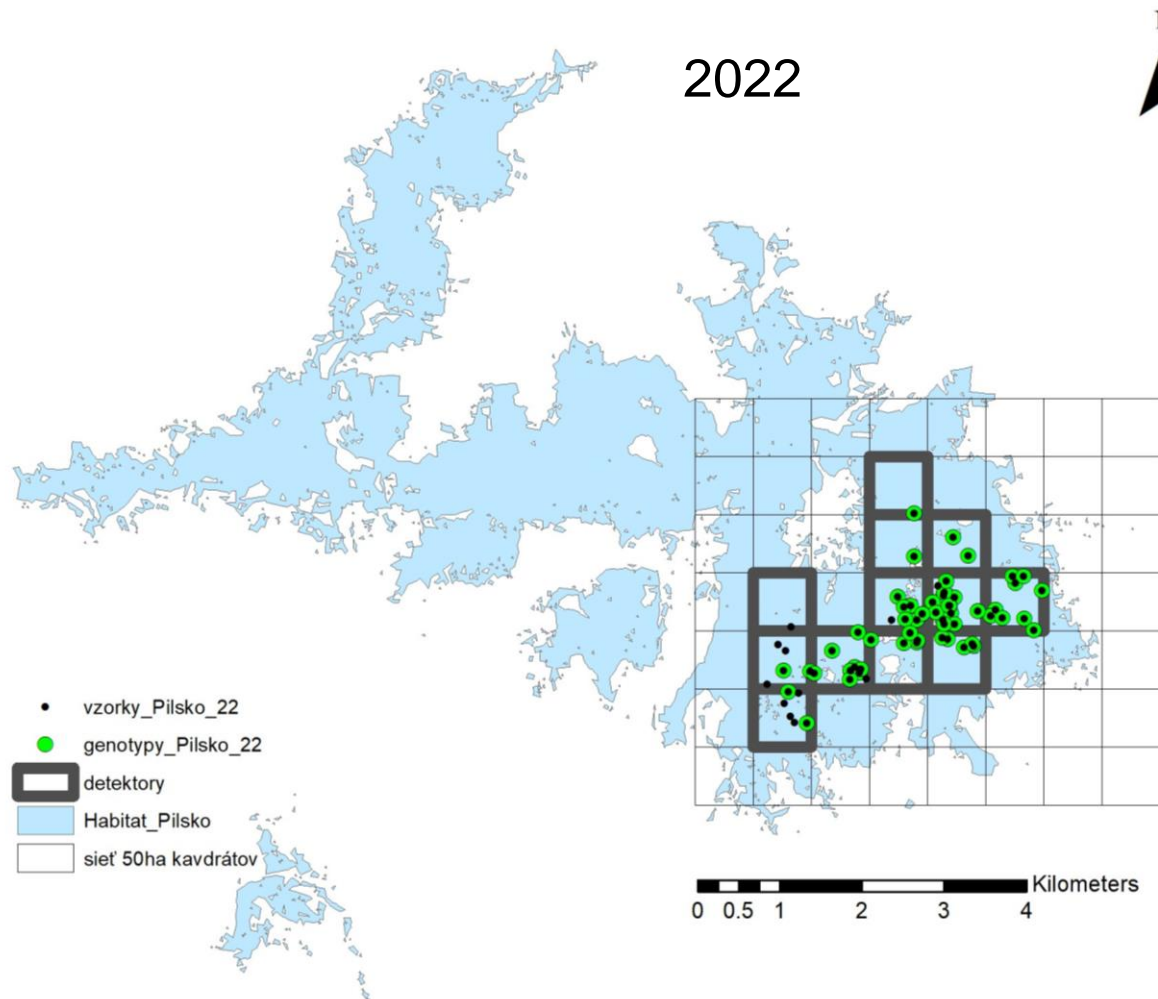 2022
vzorky_Pilsko_22
genotypy_Pilsko_22
detektory
Habitat_Pilsko
sieť 50ha kavdrátov
Kilometers
0 0.5 1 2 3 4